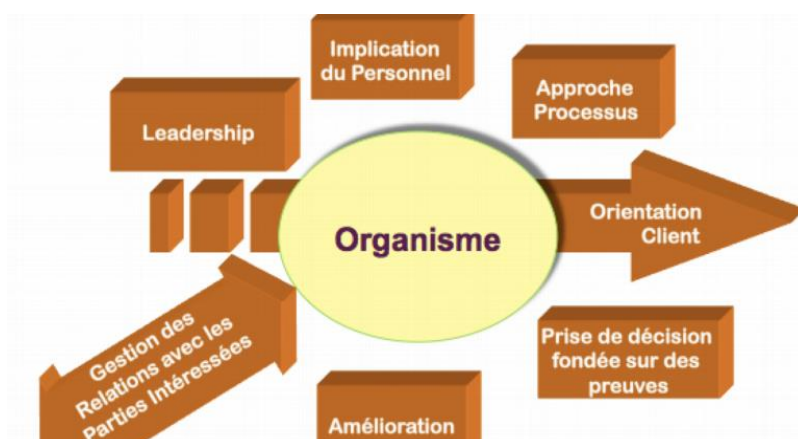 Implication
du Personnel
Approche
Processus
Leadership
Organisme
Orientation
Client
Gestion des
Relations avec les
Parties Intéressées
Prise de décision
fondée sur des
preuves
Amélioration